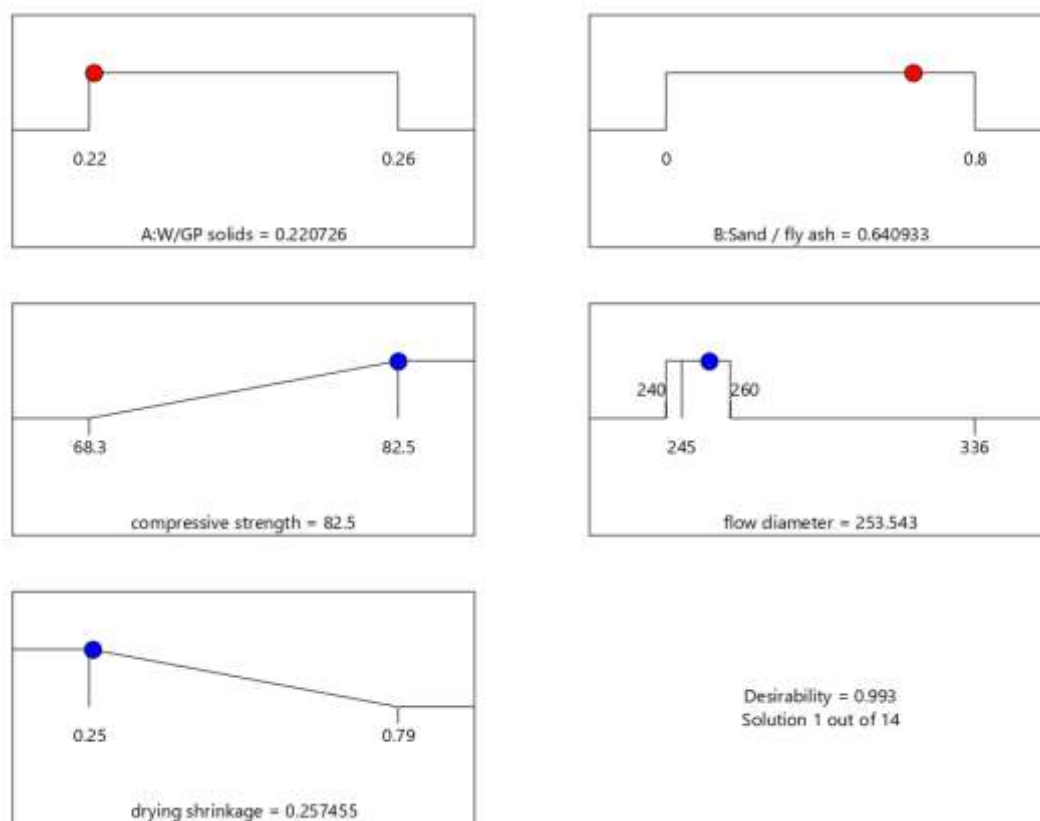 0.22 0.26
A:W/GP solids = 0.220726
0 0.8
B:Sand / fly ash = 0.640933
68.3 82.5
compressive strength = 82.5
240 260
245 336
flow diameter = 253.543
0.25 0.79
drying shrinkage = 0.257455
Desirability = 0.993
Solution 1 out of 14